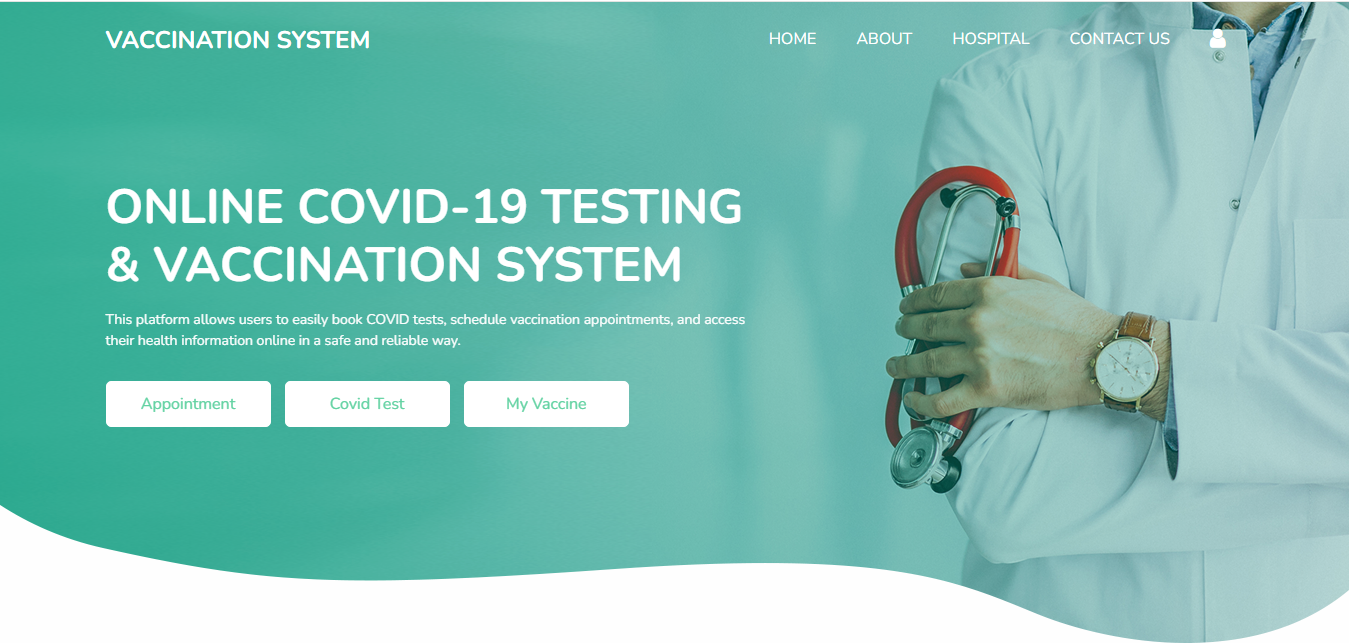 VACCINATION SYSTEM
HOME ABOUT HOSPITAL CONTACT US
ONLINE COVID-19 TESTING
& VACCINATION SYSTEM
This platform allows users to easily book COVID tests, schedule vaccination appointments, and access
their health information online in a safe and reliable way.
Appointment Covid Test My Vaccine